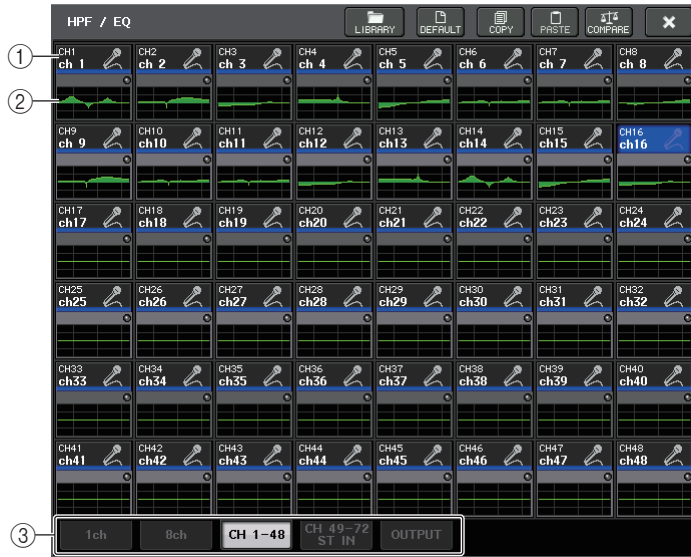 HPF / EQ
LIBRARY DEFAULT COPY PASTE COMPARE ×
① CH1 CH2 CH3 CH4 CH5 CH6 CH7 CH8
ch 1 ch 2 ch 3 ch 4 ch 5 ch 6 ch 7 ch 8
②
CH9 CH10 CH11 CH12 CH13 CH14 CH15 CH16
ch 9 ch10 ch11 ch12 ch13 ch14 ch15 ch16
CH17 CH18 CH19 CH20 CH21 CH22 CH23 CH24
ch17 ch18 ch19 ch20 ch21 ch22 ch23 ch24
CH25 CH26 CH27 CH28 CH29 CH30 CH31 CH32
ch25 ch26 ch27 ch28 ch29 ch30 ch31 ch32
CH33 CH34 CH35 CH36 CH37 CH38 CH39 CH40
ch33 ch34 ch35 ch36 ch37 ch38 ch39 ch40
CH41 CH42 CH43 CH44 CH45 CH46 CH47 CH48
ch41 ch42 ch43 ch44 ch45 ch46 ch47 ch48
③ 1ch 8ch CH 1-48 CH 49-72 OUTPUT
ST IN